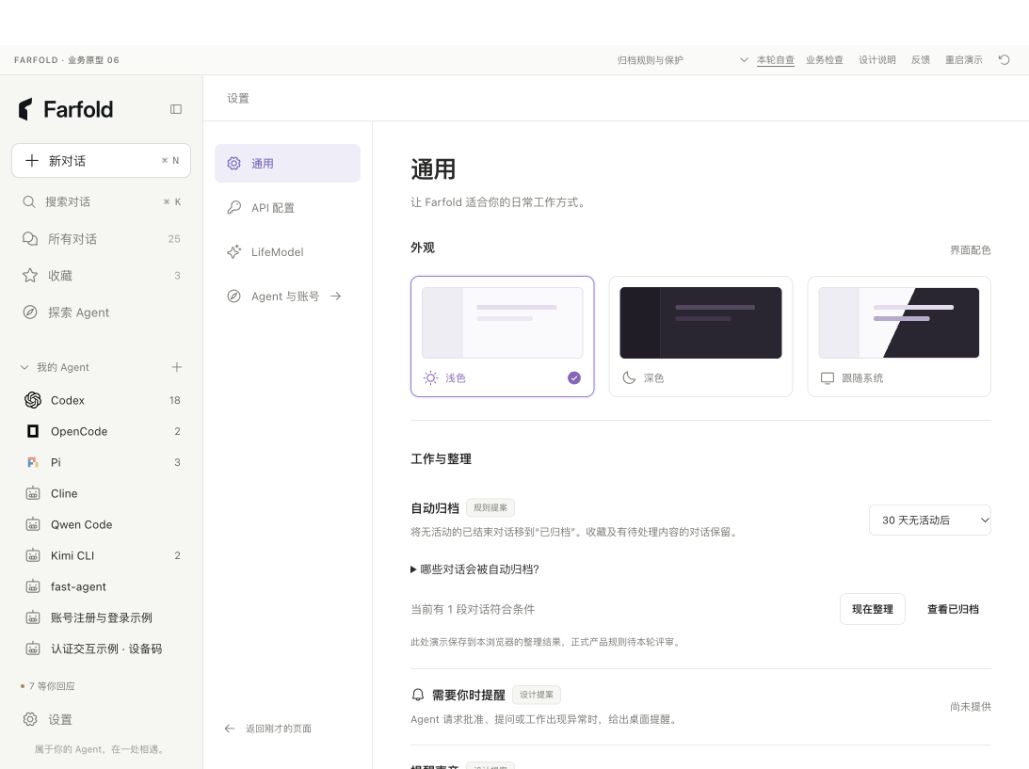 FARFOLD · 业务原型 06
归档规则与保护
本轮自查
业务检查
设计说明
反馈
重启演示
Farfold
新对话
⌘ N
搜索对话
⌘ K
所有对话
25
收藏
3
探索 Agent
我的 Agent
Codex
18
OpenCode
2
Pi
3
Cline
Qwen Code
Kimi CLI
2
fast-agent
账号注册与登录示例
认证交互示例 · 设备码
7 等你回应
设置
属于你的 Agent，在一处相遇。
设置
通用
API 配置
LifeModel
Agent 与账号
返回刚才的页面
通用
让 Farfold 适合你的日常工作方式。
外观
界面配色
浅色
深色
跟随系统
工作与整理
自动归档
规则提案
将无活动的已结束对话移到“已归档”。收藏及有待处理内容的对话保留。
30 天无活动后
哪些对话会被自动归档?
当前有 1 段对话符合条件
现在整理
查看已归档
此处演示保存到本浏览器的整理结果，正式产品规则待本轮评审。
需要你时提醒
设计提案
Agent 请求批准、提问或工作出现异常时，给出桌面提醒。
尚未提供